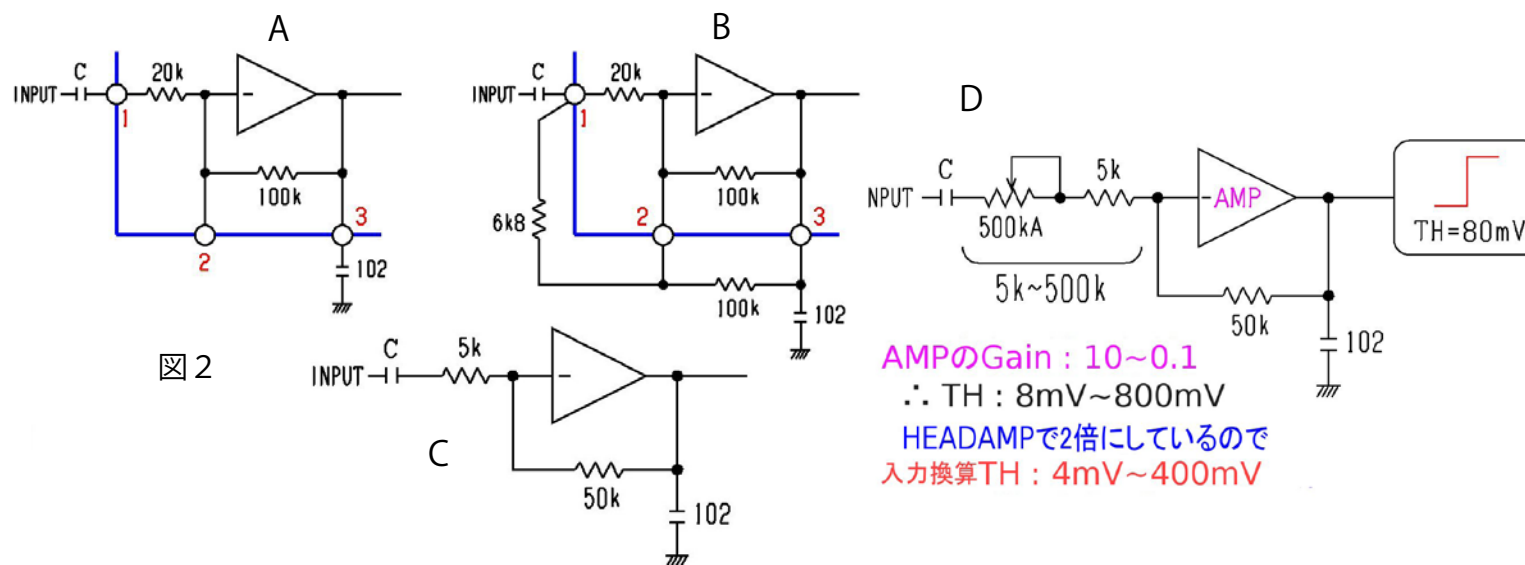 A
C
20k
INPUT
1
100k
3
2
102
B
C
20k
INPUT
1
100k
6k8
2
3
100k
102
図2
C
5k
INPUT
C
50k
102
D
C
5k
NPUT
500kA
AMP
TH=80mV
5k~500k
50k
102
AMPのGain : 10~0.1
∴ TH : 8mV~800mV
HEADAMPで2倍にしているので
入力換算TH : 4mV~400mV